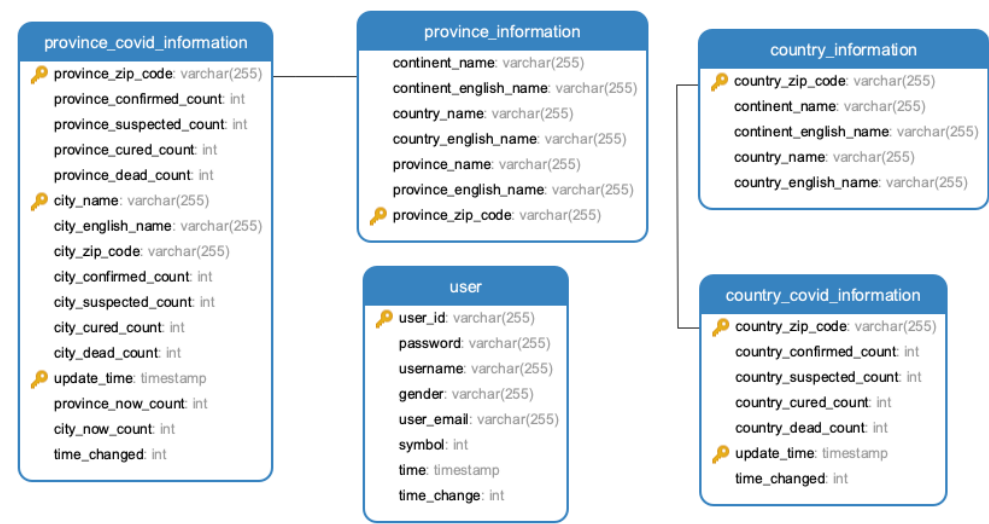 province_covid_information
province_zip_code: varchar(255)
province_confirmed_count: int
province_suspected_count: int
province_cured_count: int
province_dead_count: int
city_name: varchar(255)
city_english_name: varchar(255)
city_zip_code: varchar(255)
city_confirmed_count: int
city_suspected_count: int
city_cured_count: int
city_dead_count: int
update_time: timestamp
province_now_count: int
city_now_count: int
time_changed: int
province_information
continent_name: varchar(255)
continent_english_name: varchar(255)
country_name: varchar(255)
country_english_name: varchar(255)
province_name: varchar(255)
province_english_name: varchar(255)
province_zip_code: varchar(255)
user
user_id: varchar(255)
password: varchar(255)
username: varchar(255)
gender: varchar(255)
user_email: varchar(255)
symbol: int
time: timestamp
time_change: int
country_information
country_zip_code: varchar(255)
continent_name: varchar(255)
continent_english_name: varchar(255)
country_name: varchar(255)
country_english_name: varchar(255)
country_covid_information
country_zip_code: varchar(255)
country_confirmed_count: int
country_suspected_count: int
country_cured_count: int
country_dead_count: int
update_time: timestamp
time_changed: int